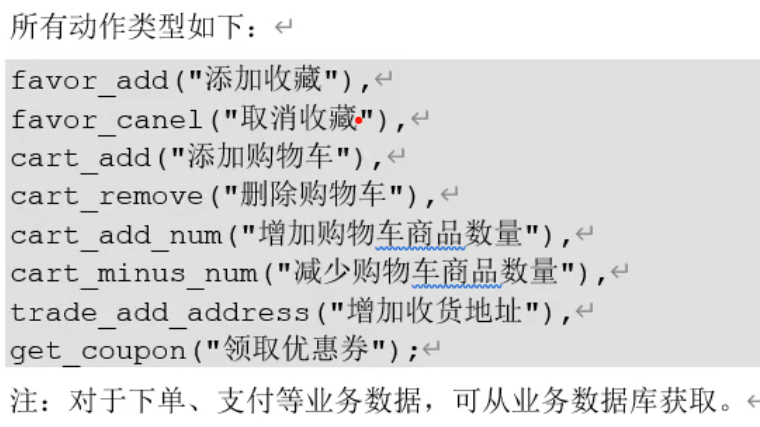 所有动作类型如下：
favor_add("添加收藏"),
favor_canel("取消收藏"),
cart_add("添加购物车"),
cart_remove("删除购物车"),
cart_add_num("增加购物车商品数量"),
cart_minus_num("减少购物车商品数量"),
trade_add_address("增加收货地址"),
get_coupon("领取优惠券");
注：对于下单、支付等业务数据，可从业务数据库获取。